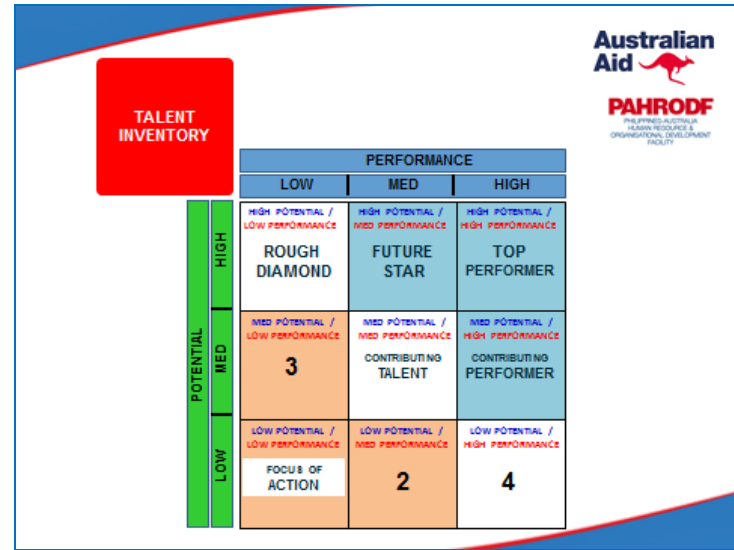 Australian
Aid
PAHRODF
PHILIPPINES-AUSTRALIA
HUMAN RESOURCE &
ORGANISATIONAL DEVELOPMENT
FACILITY
TALENT
INVENTORY
PERFORMANCE
LOW MED HIGH
POTENTIAL
HIGH
HIGH POTENTIAL /
LOW PERFORMANCE
ROUGH
DIAMOND
HIGH POTENTIAL /
MED PERFORMANCE
FUTURE
STAR
HIGH POTENTIAL /
HIGH PERFORMANCE
TOP
PERFORMER
MED
MED POTENTIAL /
LOW PERFORMANCE
3
MED POTENTIAL /
MED PERFORMANCE
CONTRIBUTING
TALENT
MED POTENTIAL /
HIGH PERFORMANCE
CONTRIBUTING
PERFORMER
LOW
LOW POTENTIAL /
LOW PERFORMANCE
FOCUS OF
ACTION
LOW POTENTIAL /
MED PERFORMANCE
2
LOW POTENTIAL /
HIGH PERFORMANCE
4